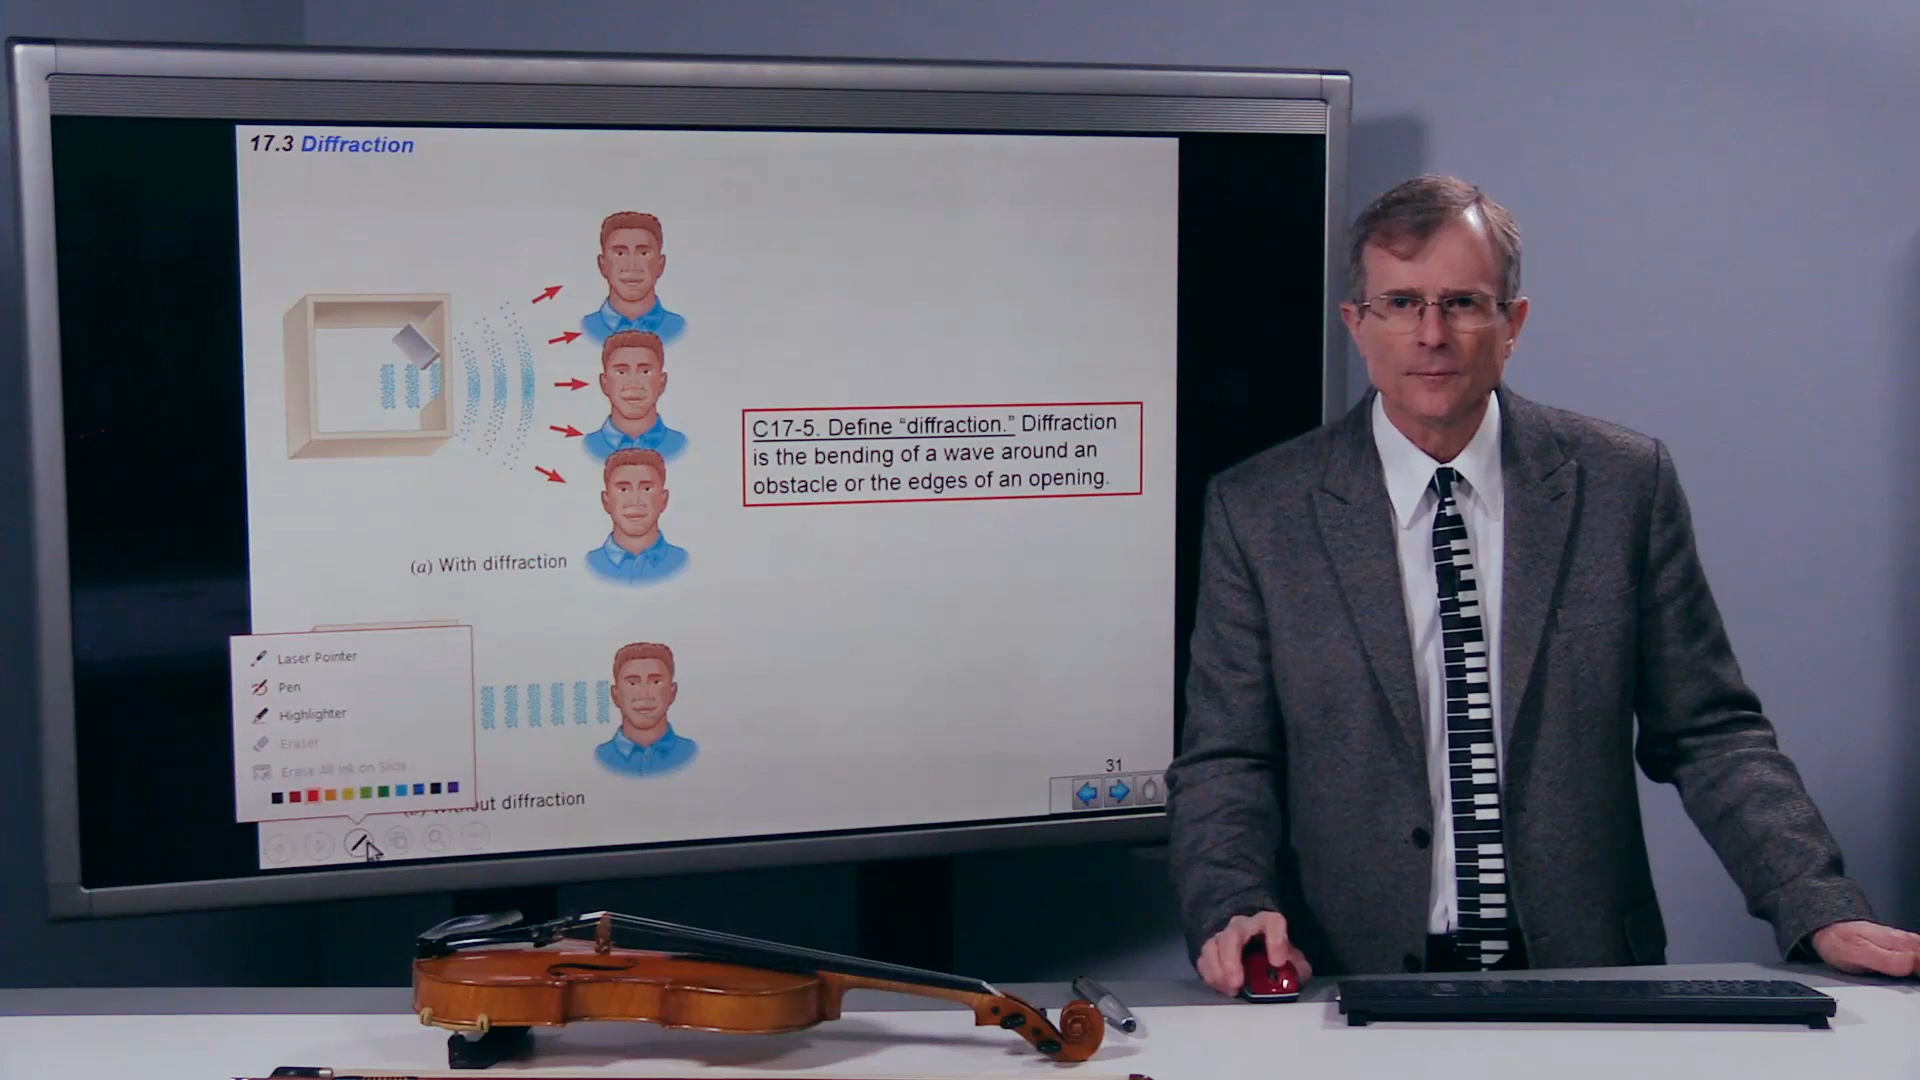 17.3 Diffraction
C17-5. Define “diffraction.” Diffraction
is the bending of a wave around an
obstacle or the edges of an opening.
(a) With diffraction
Laser Pointer
Pen
Highlighter
Eraser
Erase All Ink on Slide
(b) Without diffraction
31